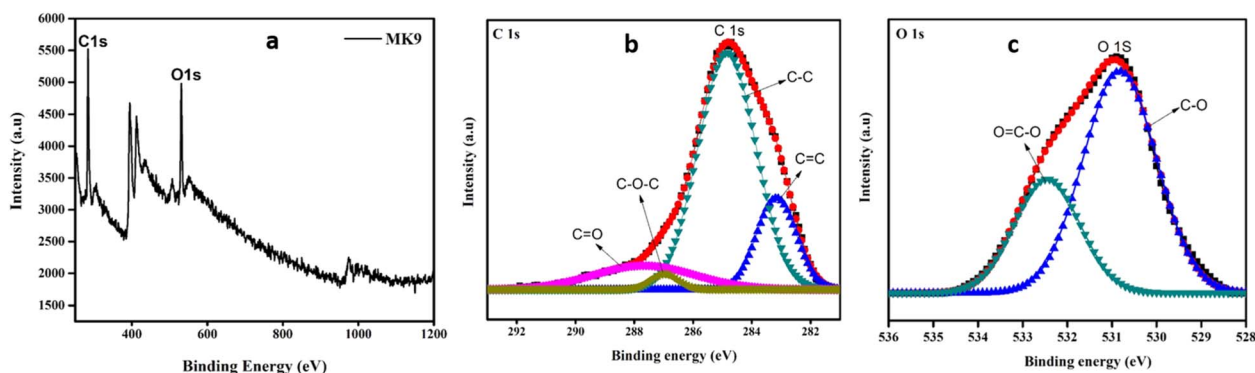 a
MK9
C1s
O1s
Intensity (a.u)
6000
5500
5000
4500
4000
3500
3000
2500
2000
1500
400
600
800
1000
1200
Binding Energy (eV)
C 1s
b
C 1s
C-C
C=C
C-O-C
C=O
Intensity (a.u)
292
290
288
286
284
282
Binding energy (eV)
O 1s
c
O 1S
C-O
O=C-O
Intensity (a.u)
536
535
534
533
532
531
530
529
528
Binding energy (eV)